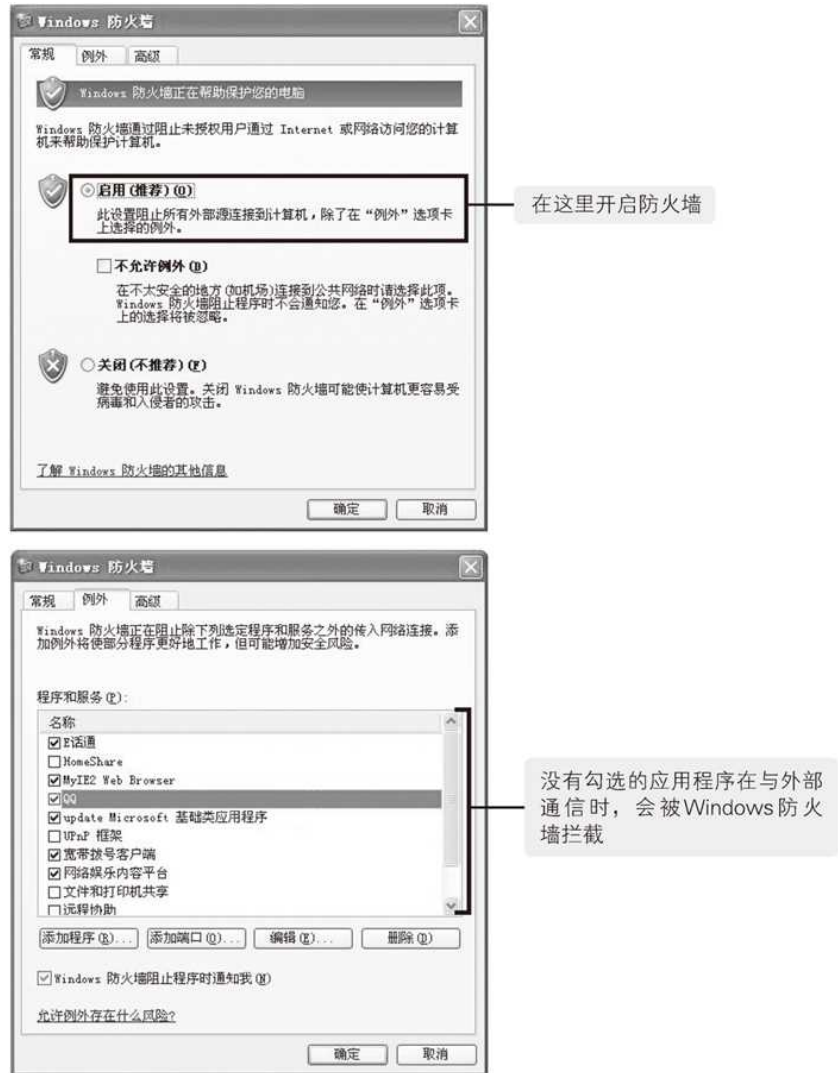 Windows 防火墙
常规 例外 高级
Windows 防火墙正在帮助保护您的电脑
Windows 防火墙通过阻止未授权用户通过 Internet 或网络访问您的计算
机来帮助保护计算机。
启用(推荐)(O)
此设置阻止所有外部源连接到计算机，除了在“例外”选项卡
上选择的例外。
在这里开启防火墙
不允许例外(D)
在不太安全的地方(如机场)连接到公共网络时请选择此项。
Windows 防火墙阻止程序时不会通知您。在“例外”选项卡
上的选择将被忽略。
关闭(不推荐)(F)
避免使用此设置。关闭 Windows 防火墙可能使计算机更容易受
病毒和入侵者的攻击。
了解 Windows 防火墙的其他信息
确定 取消
Windows 防火墙
常规 例外 高级
Windows 防火墙正在阻止除下列选定程序和服务之外的传入网络连接。添
加例外将使部分程序更好地工作，但可能增加安全风险。
程序和服务(P):
名称
E话通
HomeShare
MyIE2 Web Browser
QQ
update Microsoft 基础类应用程序
UPnP 框架
宽带拨号客户端
网络娱乐内容平台
文件和打印机共享
远程协助
没有勾选的应用程序在与外部
通信时，会被Windows防火
墙拦截
添加程序(R)... 添加端口(O)... 编辑(E)... 删除(D)
Windows 防火墙阻止程序时通知我(N)
允许例外存在什么风险?
确定 取消